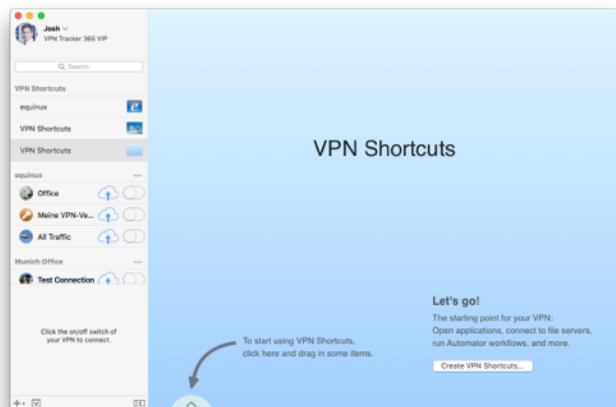 Josh
VPN Tracker 365 VIP
Search
VPN Shortcuts
equinux
VPN Shortcuts
VPN Shortcuts
equinux
Office
Meine VPN-Ve...
All Traffic
Munich Office
Test Connection
Click the on/off switch of
your VPN to connect.
VPN Shortcuts
To start using VPN Shortcuts,
click here and drag in some items.
Let's go!
The starting point for your VPN:
Open applications, connect to file servers,
run Automator workflows, and more.
Create VPN Shortcuts...